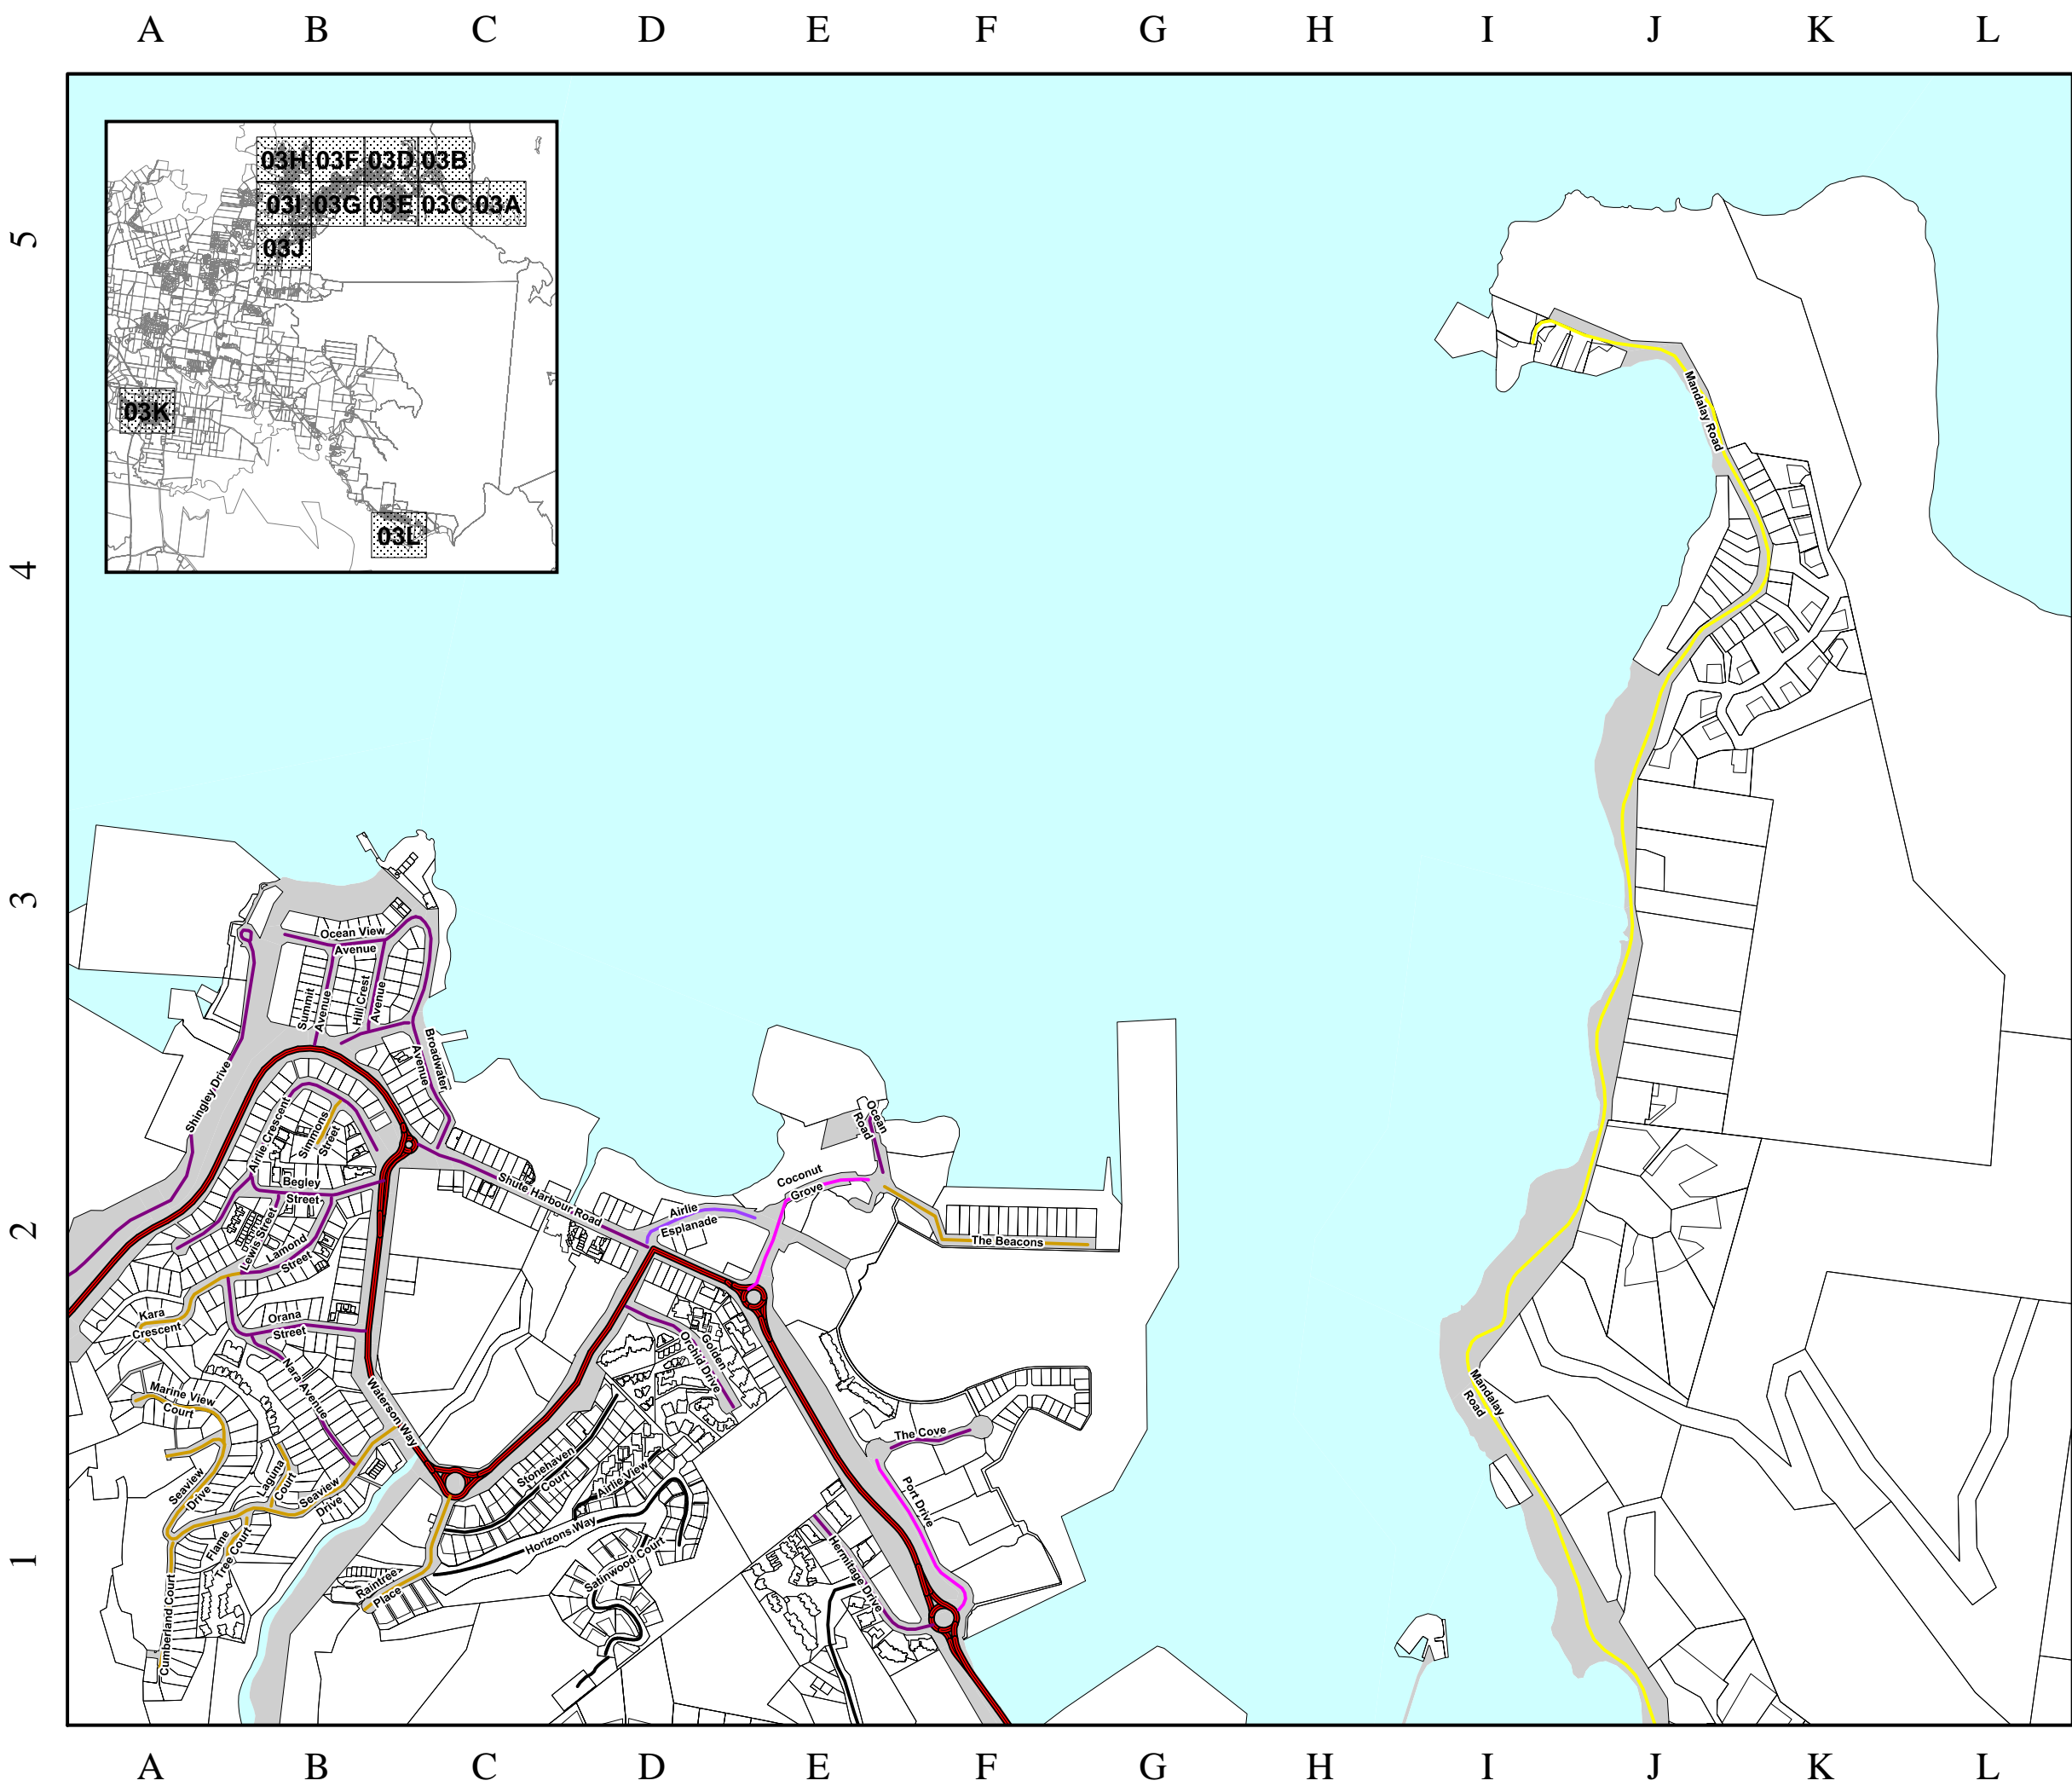 A B C D E F G H I J K L
03H 03F 03D 03B
03I 03G 03E 03C 03A
03J
03K
03L
5
4
3
2
1
Mandalay Road
Ocean View
Avenue
Summit
Avenue
Hill Crest
Avenue
Broadwater
Avenue
Shingley Drive
Airlie Crescent
Simmons
Street
Begley
Street
Lewis Street
Lamond
Street
Kara
Crescent
Orana
Street
Nara Avenue
Waterson Way
Marine View
Court
Seaview
Drive
Laguna
Court
Seaview
Drive
Flame
Tree Court
Cumberland Court
Raintree
Place
Shute Harbour Road
Airlie
Esplanade
Coconut
Grove
Ocean
Road
The Beacons
Golden
Orchid Drive
Stonehaven
Court
Airlie View
Horizons Way
Satinwood Court
The Cove
Port Drive
Hermitage Drive
Mandalay
Road
A B C D E F G H I J K L